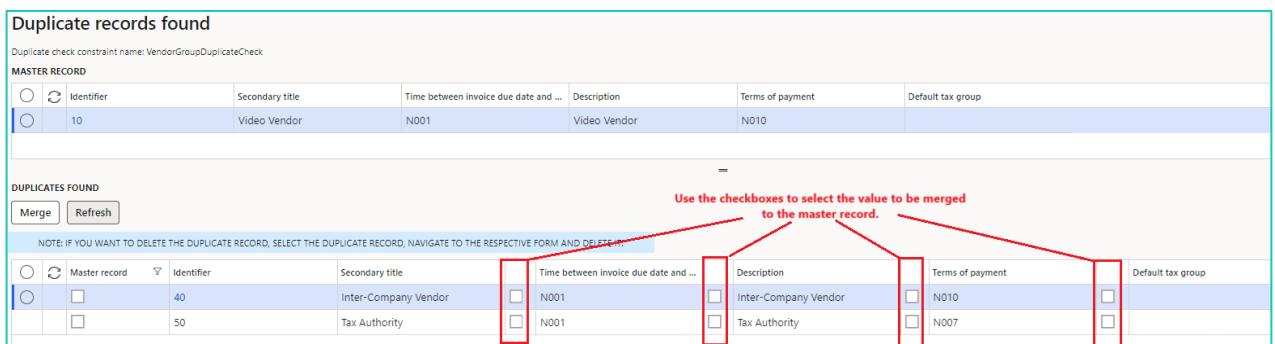 Duplicate records found
Duplicate check constraint name: VendorGroupDuplicateCheck
MASTER RECORD
Identifier Secondary title Time between invoice due date and ... Description Terms of payment Default tax group
10 Video Vendor N001 Video Vendor N010
DUPLICATES FOUND
Use the checkboxes to select the value to be merged
to the master record.
Merge Refresh
NOTE: IF YOU WANT TO DELETE THE DUPLICATE RECORD, SELECT THE DUPLICATE RECORD, NAVIGATE TO THE RESPECTIVE FORM AND DELETE IT.
Master record Identifier Secondary title Time between invoice due date and ... Description Terms of payment Default tax group
40 Inter-Company Vendor N001 Inter-Company Vendor N010
50 Tax Authority N001 Tax Authority N007